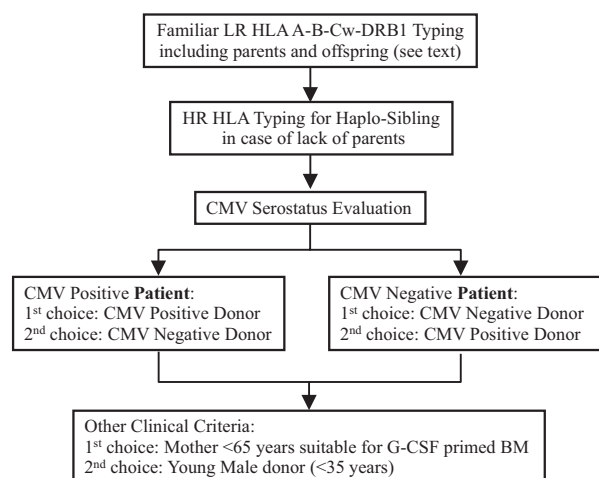 Familiar LR HLA A-B-Cw-DRB1 Typing
including parents and offspring (see text)
HR HLA Typing for Haplo-Sibling
in case of lack of parents
CMV Serostatus Evaluation
CMV Positive Patient:
1st choice: CMV Positive Donor
2nd choice: CMV Negative Donor
CMV Negative Patient:
1st choice: CMV Negative Donor
2nd choice: CMV Positive Donor
Other Clinical Criteria:
1st choice: Mother <65 years suitable for G-CSF primed BM
2nd choice: Young Male donor (<35 years)